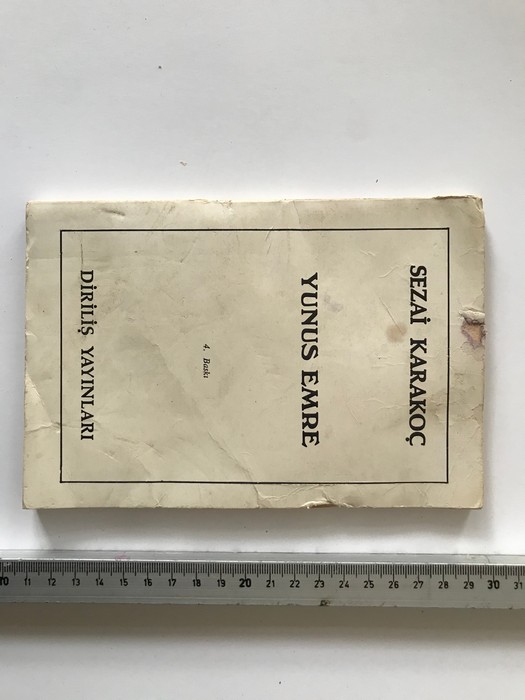 SEZAİ KARAKOÇ
YUNUS EMRE
4. Baskı
DİRİLİŞ YAYINLARI
10 11 12 13 14 15 16 17 18 19 20 21 22 23 24 25 26 27 28 29 30 31